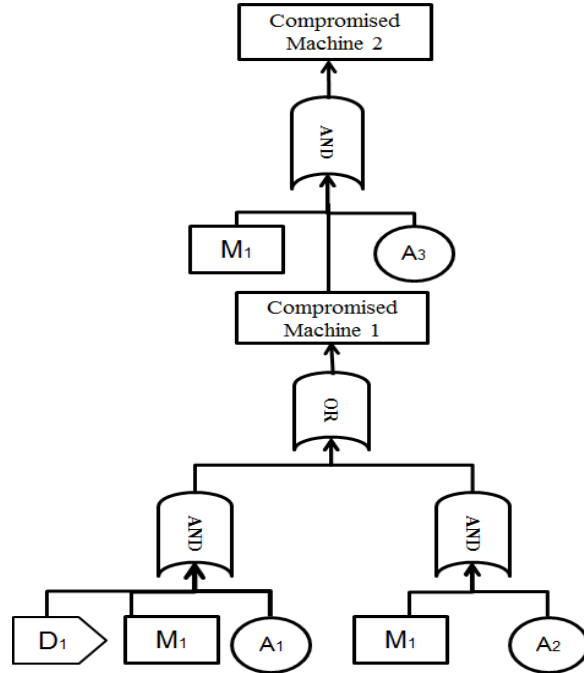 Compromised
Machine 2
AND
M1
A3
Compromised
Machine 1
OR
AND
AND
D1
M1
A1
M1
A2